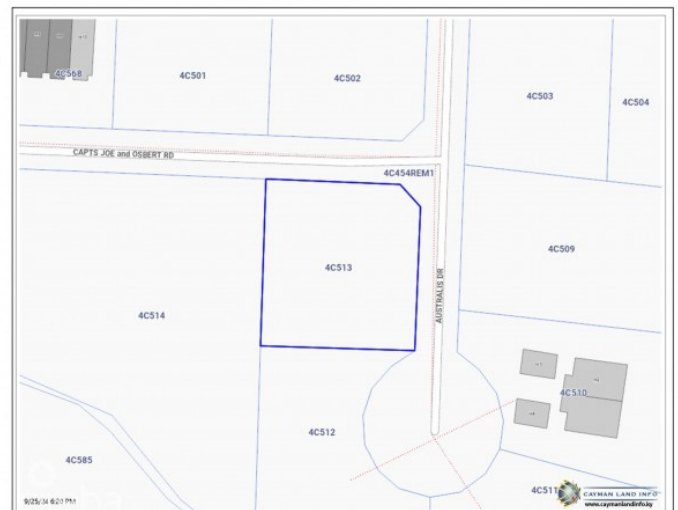 4C568
4C501
4C502
4C503
4C504
CAPTS JOE and OSBERT RD
4C454REM1
4C509
4C513
AUSTRALIS DR
4C514
4C510
4C512
4C585
4C511
CAYMAN LAND INFO
www.caymanlandinfo.ky